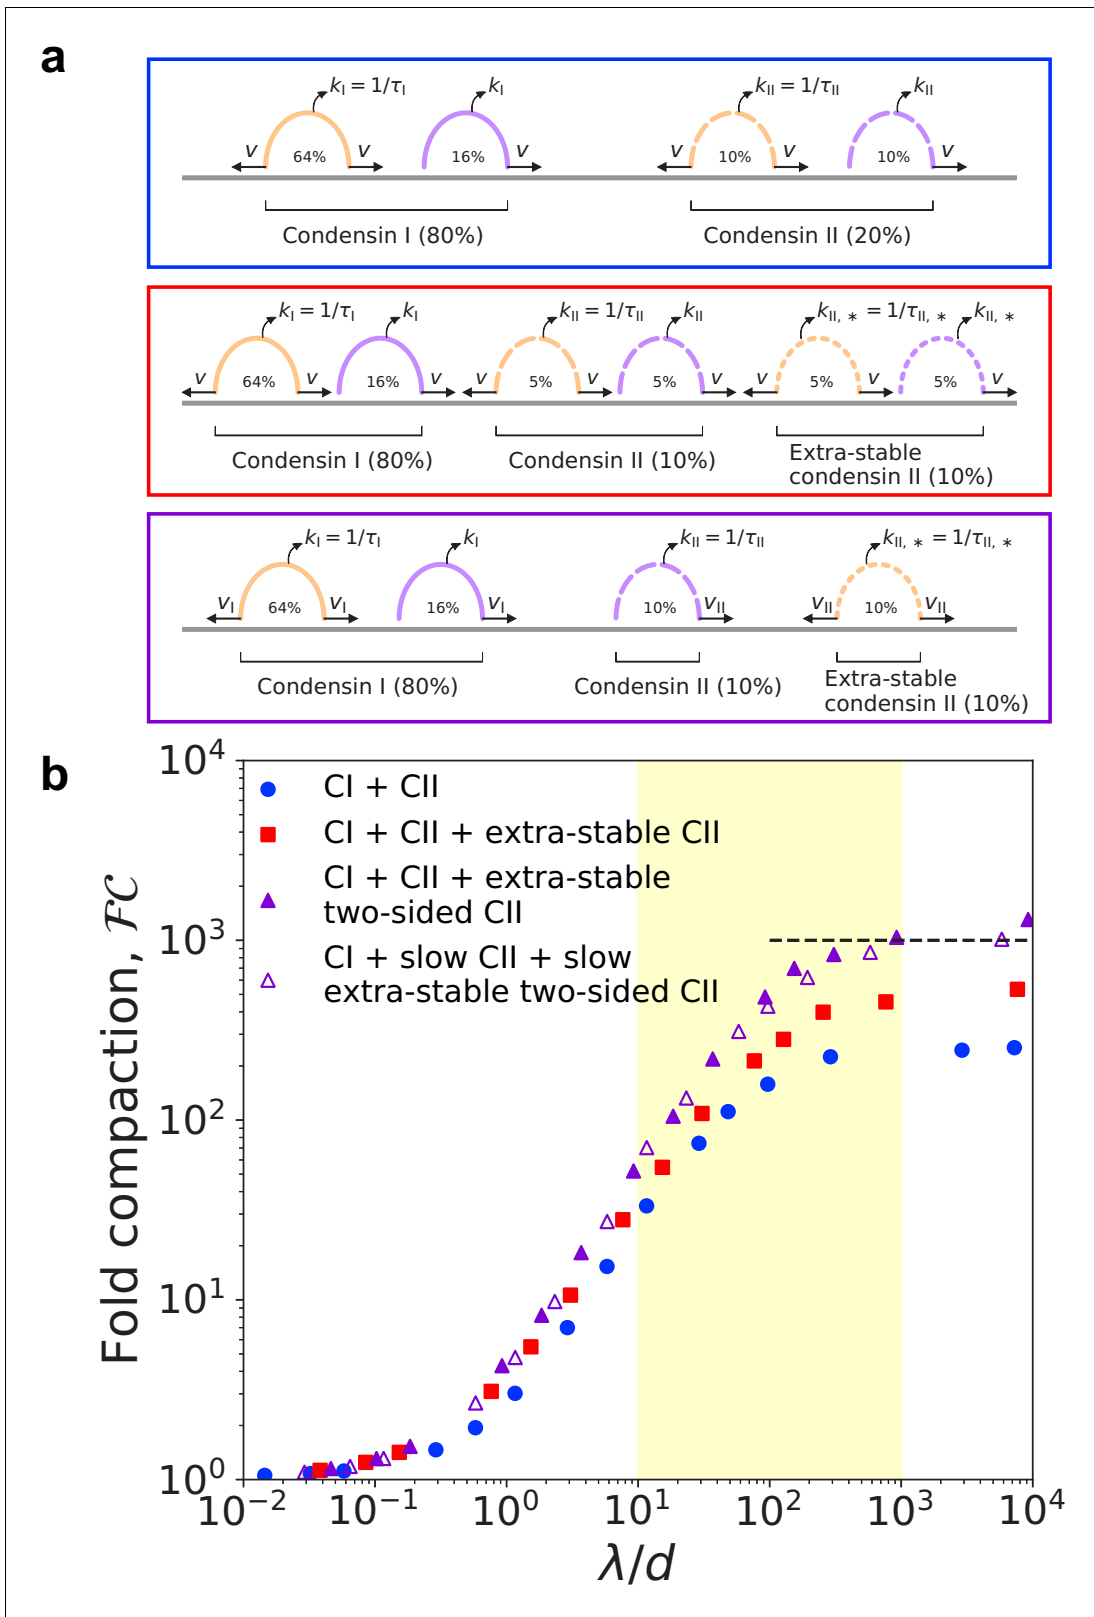 a
k_I = 1/τ_I k_I k_II = 1/τ_II k_II
v 64% v 16% v v 10% v 10% v
Condensin I (80%) Condensin II (20%)
k_I = 1/τ_I k_I k_II = 1/τ_II k_II k_II, * = 1/τ_II, * k_II, *
v 64% v 16% v v 5% v 5% v v 5% v 5% v
Condensin I (80%) Condensin II (10%) Extra-stable
condensin II (10%)
k_I = 1/τ_I k_I k_II = 1/τ_II k_II, * = 1/τ_II, *
v_I 64% v_I 16% v_I 10% v_II v_II 10% v_II
Condensin I (80%) Condensin II (10%) Extra-stable
condensin II (10%)
b
10^4
CI + CII
CI + CII + extra-stable CII
CI + CII + extra-stable
two-sided CII
10^3
CI + slow CII + slow
extra-stable two-sided CII
10^2
10^1
10^0
Fold compaction, ℱ𝒞
10^−2 10^−1 10^0 10^1 10^2 10^3 10^4
λ/d